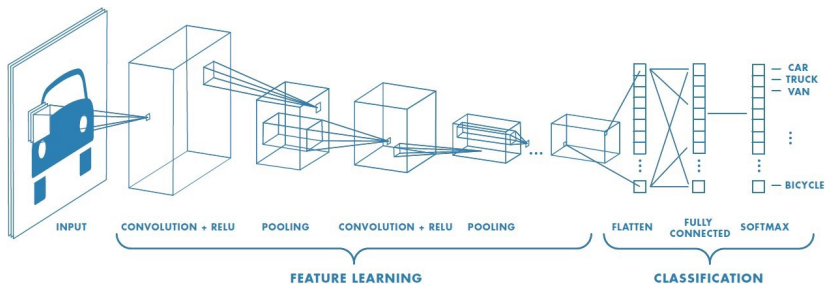 CAR
TRUCK
VAN
BICYCLE
INPUT
CONVOLUTION + RELU
POOLING
CONVOLUTION + RELU
POOLING
FLATTEN
FULLY
CONNECTED
SOFTMAX
FEATURE LEARNING
CLASSIFICATION